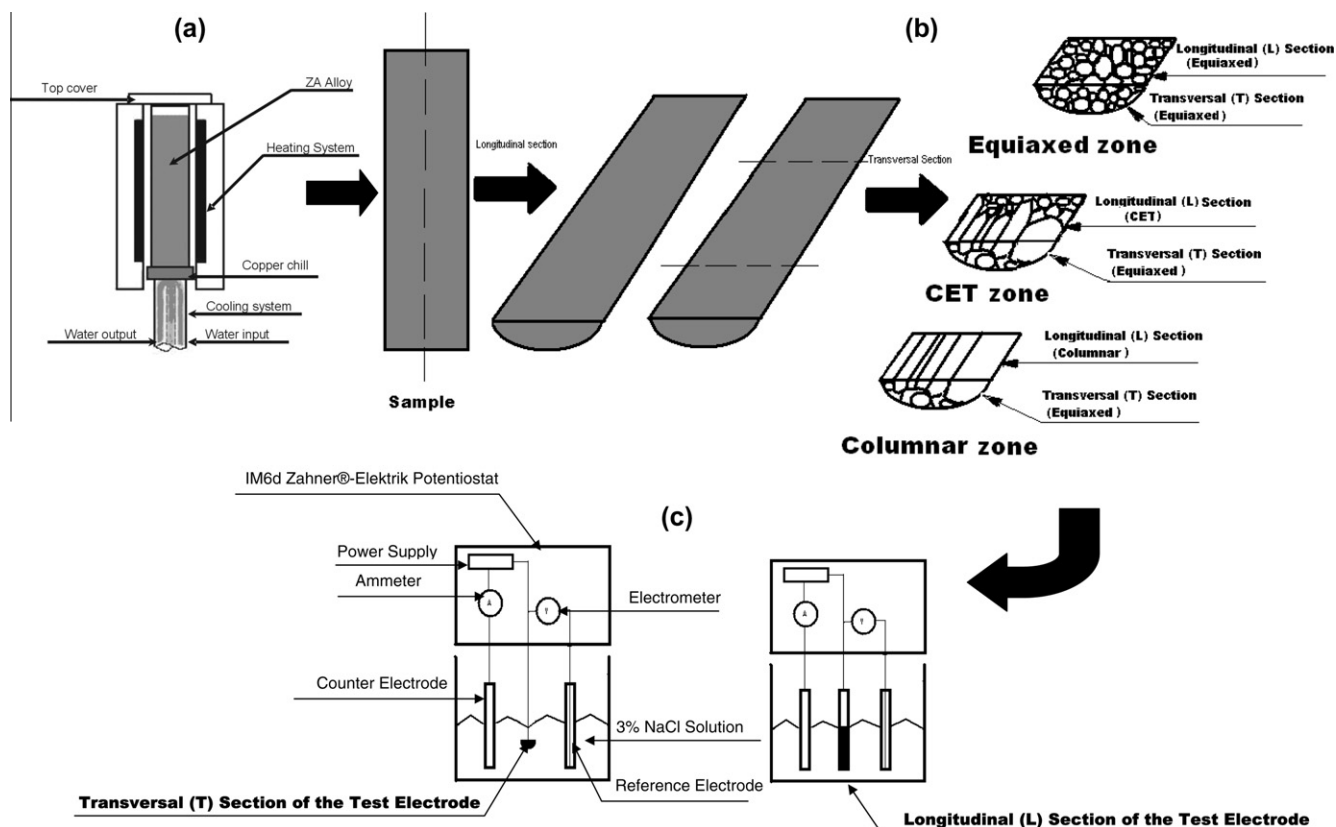 (a)
Top cover
ZA Alloy
Heating System
Copper chill
Cooling system
Water output
Water input
Sample
Longitudinal section
Transversal Section
(b)
Longitudinal (L) Section
(Equiaxed)
Transversal (T) Section
(Equiaxed)
Equiaxed zone
Longitudinal (L) Section
(CET)
Transversal (T) Section
(Equiaxed)
CET zone
Longitudinal (L) Section
(Columnar)
Transversal (T) Section
(Equiaxed)
Columnar zone
(c)
IM6d Zahner®-Elektrik Potentiostat
Power Supply
Ammeter
A
Electrometer
Counter Electrode
3% NaCl Solution
Reference Electrode
Transversal (T) Section of the Test Electrode
A
Longitudinal (L) Section of the Test Electrode